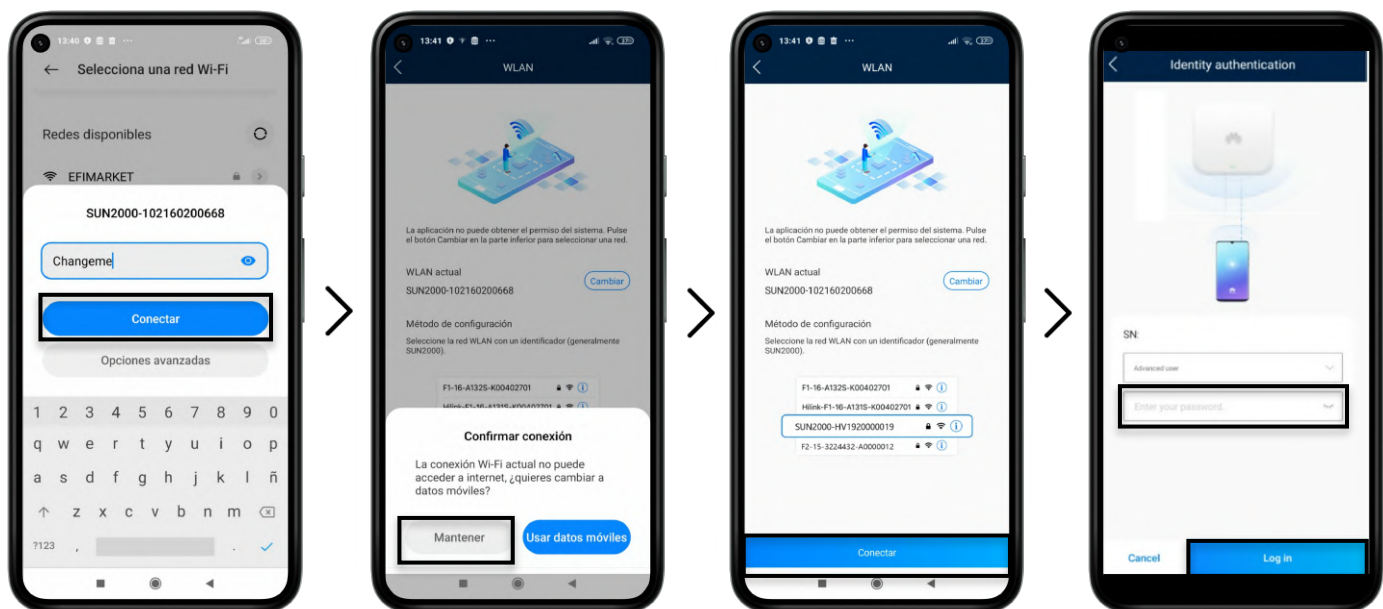 13:40
Selecciona una red Wi-Fi
Redes disponibles
EFIMARKET
SUN2000-102160200668
Changeme
Conectar
Opciones avanzadas
1 2 3 4 5 6 7 8 9 0
q w e r t y u i o p
a s d f g h j k l ñ
z x c v b n m
?123 , .
13:41
WLAN
La aplicación no puede obtener el permiso del sistema. Pulse
el botón Cambiar en la parte inferior para seleccionar una red.
WLAN actual
SUN2000-102160200668
Cambiar
Método de configuración
Seleccione la red WLAN con un identificador (generalmente
SUN2000).
F1-16-A132S-K00402701
Hilink-F1-16-A131S-K00402701
Confirmar conexión
La conexión Wi-Fi actual no puede
acceder a internet, ¿quieres cambiar a
datos móviles?
Mantener
Usar datos móviles
13:41
WLAN
La aplicación no puede obtener el permiso del sistema. Pulse
el botón Cambiar en la parte inferior para seleccionar una red.
WLAN actual
SUN2000-102160200668
Cambiar
Método de configuración
Seleccione la red WLAN con un identificador (generalmente
SUN2000).
F1-16-A132S-K00402701
Hilink-F1-16-A131S-K00402701
SUN2000-HV1920000019
F2-15-3224432-A0000012
Conectar
Identity authentication
SN:
Advanced user
Enter your password.
Cancel
Log in